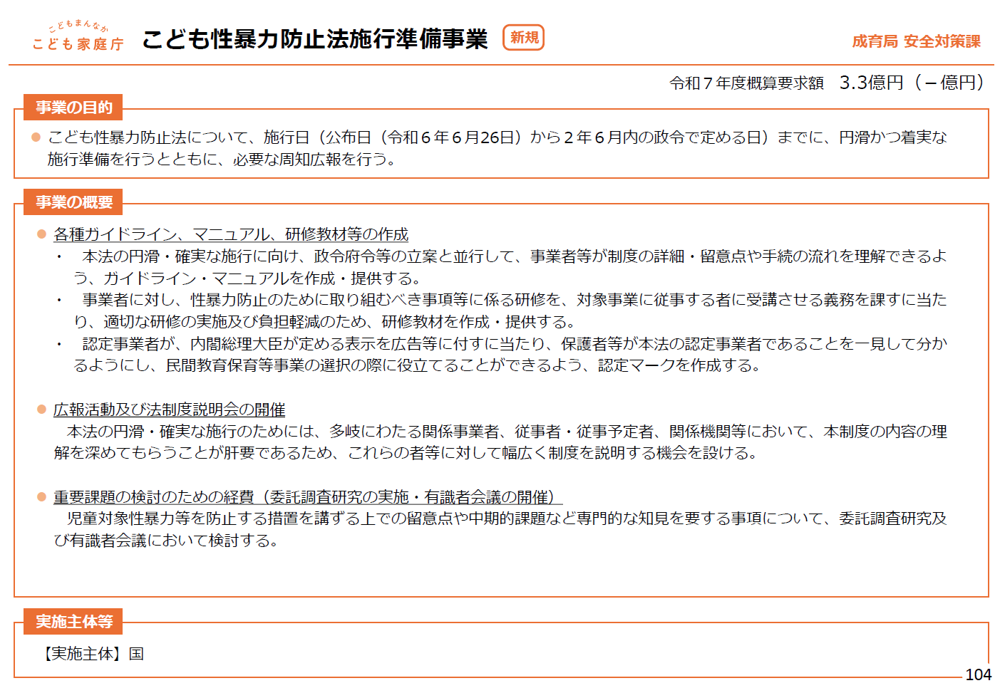 こどもまんなか
こども家庭庁
こども性暴力防止法施行準備事業
新規
成育局 安全対策課
令和７年度概算要求額　3.3億円（－億円）
事業の目的
● こども性暴力防止法について、施行日（公布日（令和６年６月26日）から２年６月内の政令で定める日）までに、円滑かつ着実な
施行準備を行うとともに、必要な周知広報を行う。
事業の概要
● 各種ガイドライン、マニュアル、研修教材等の作成
・　本法の円滑・確実な施行に向け、政令府令等の立案と並行して、事業者等が制度の詳細・留意点や手続の流れを理解できるよ
う、ガイドライン・マニュアルを作成・提供する。
・　事業者に対し、性暴力防止のために取り組むべき事項等に係る研修を、対象事業に従事する者に受講させる義務を課すに当た
り、適切な研修の実施及び負担軽減のため、研修教材を作成・提供する。
・　認定事業者が、内閣総理大臣が定める表示を広告等に付すに当たり、保護者等が本法の認定事業者であることを一見して分か
るようにし、民間教育保育等事業の選択の際に役立てることができるよう、認定マークを作成する。
● 広報活動及び法制度説明会の開催
本法の円滑・確実な施行のためには、多岐にわたる関係事業者、従事者・従事予定者、関係機関等において、本制度の内容の理
解を深めてもらうことが肝要であるため、これらの者等に対して幅広く制度を説明する機会を設ける。
● 重要課題の検討のための経費（委託調査研究の実施・有識者会議の開催）
児童対象性暴力等を防止する措置を講ずる上での留意点や中期的課題など専門的な知見を要する事項について、委託調査研究及
び有識者会議において検討する。
実施主体等
【実施主体】国
104